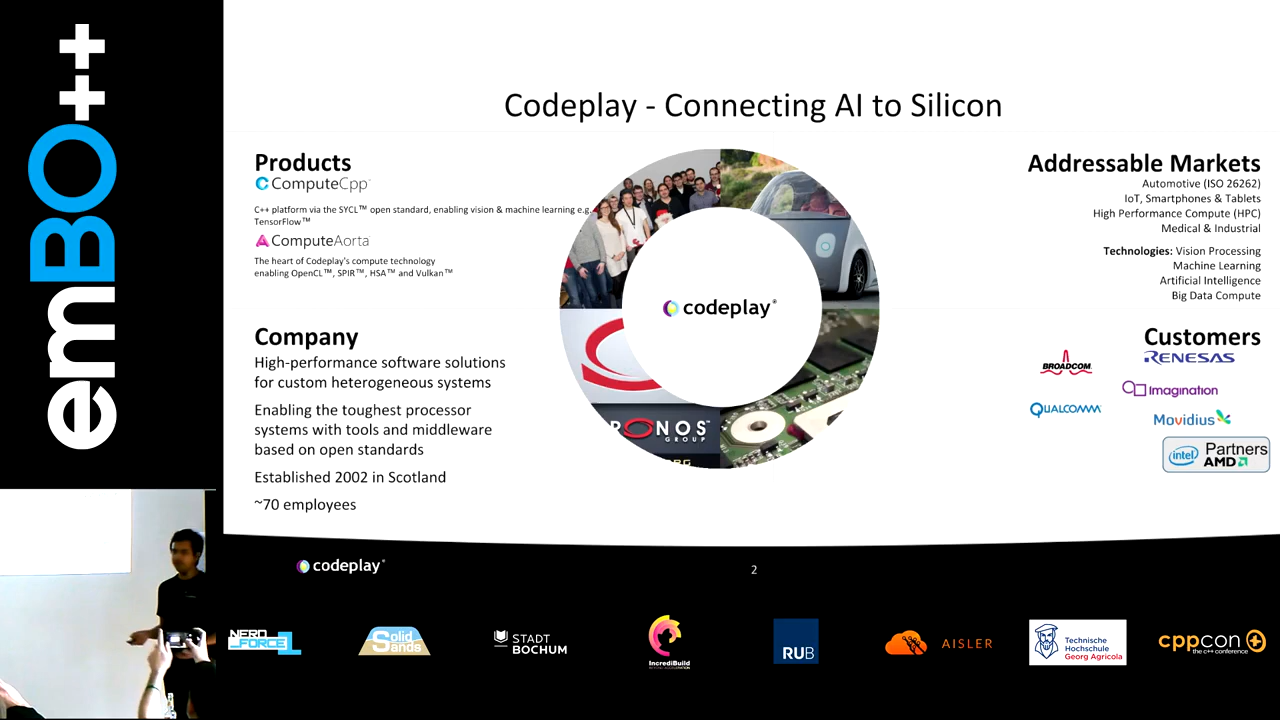 emBO++
Codeplay - Connecting AI to Silicon
Products
ComputeCpp™
C++ platform via the SYCL™ open standard, enabling vision & machine learning e.g.
TensorFlow™
ComputeAorta™
The heart of Codeplay's compute technology
enabling OpenCL™, SPIR™, HSA™ and Vulkan™
Company
High-performance software solutions
for custom heterogeneous systems
Enabling the toughest processor
systems with tools and middleware
based on open standards
Established 2002 in Scotland
~70 employees
codeplay®
RONOS™
GROUP
Addressable Markets
Automotive (ISO 26262)
IoT, Smartphones & Tablets
High Performance Compute (HPC)
Medical & Industrial
Technologies: Vision Processing
Machine Learning
Artificial Intelligence
Big Data Compute
Customers
BROADCOM
RENESAS
Imagination
QUALCOMM
Movidius
intel
Partners
AMD
codeplay®
2
NERD
FORCE1
Solid
Sands
STADT
BOCHUM
IncrediBuild
RUB
AISLER
Technische
Hochschule
Georg Agricola
cppcon
the c++ conference